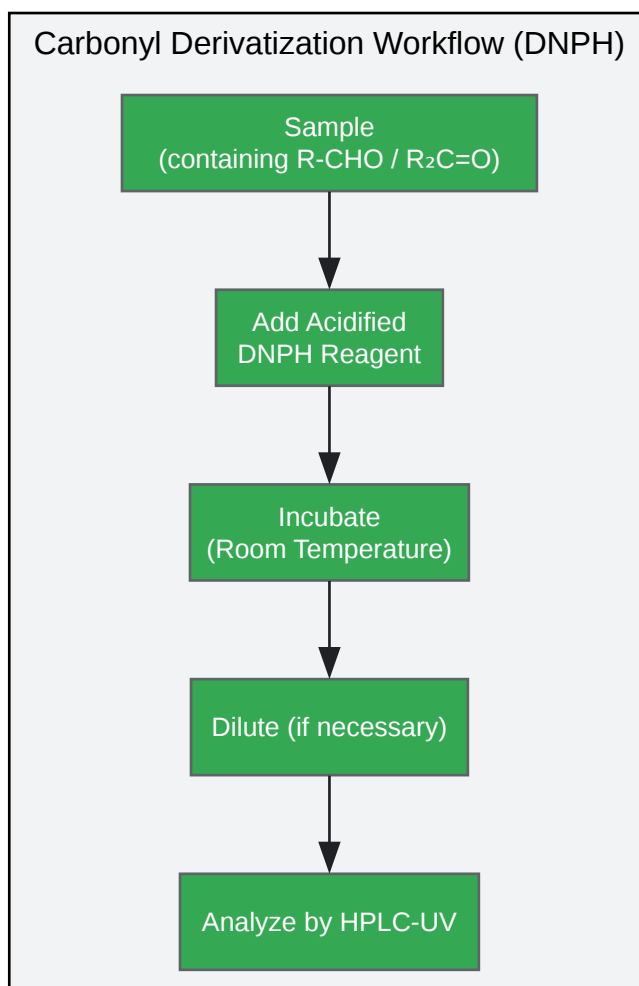 Carbonyl Derivatization Workflow (DNPH)
Sample
(containing R-CHO / R₂C=O)
Add Acidified
DNPH Reagent
Incubate
(Room Temperature)
Dilute (if necessary)
Analyze by HPLC-UV